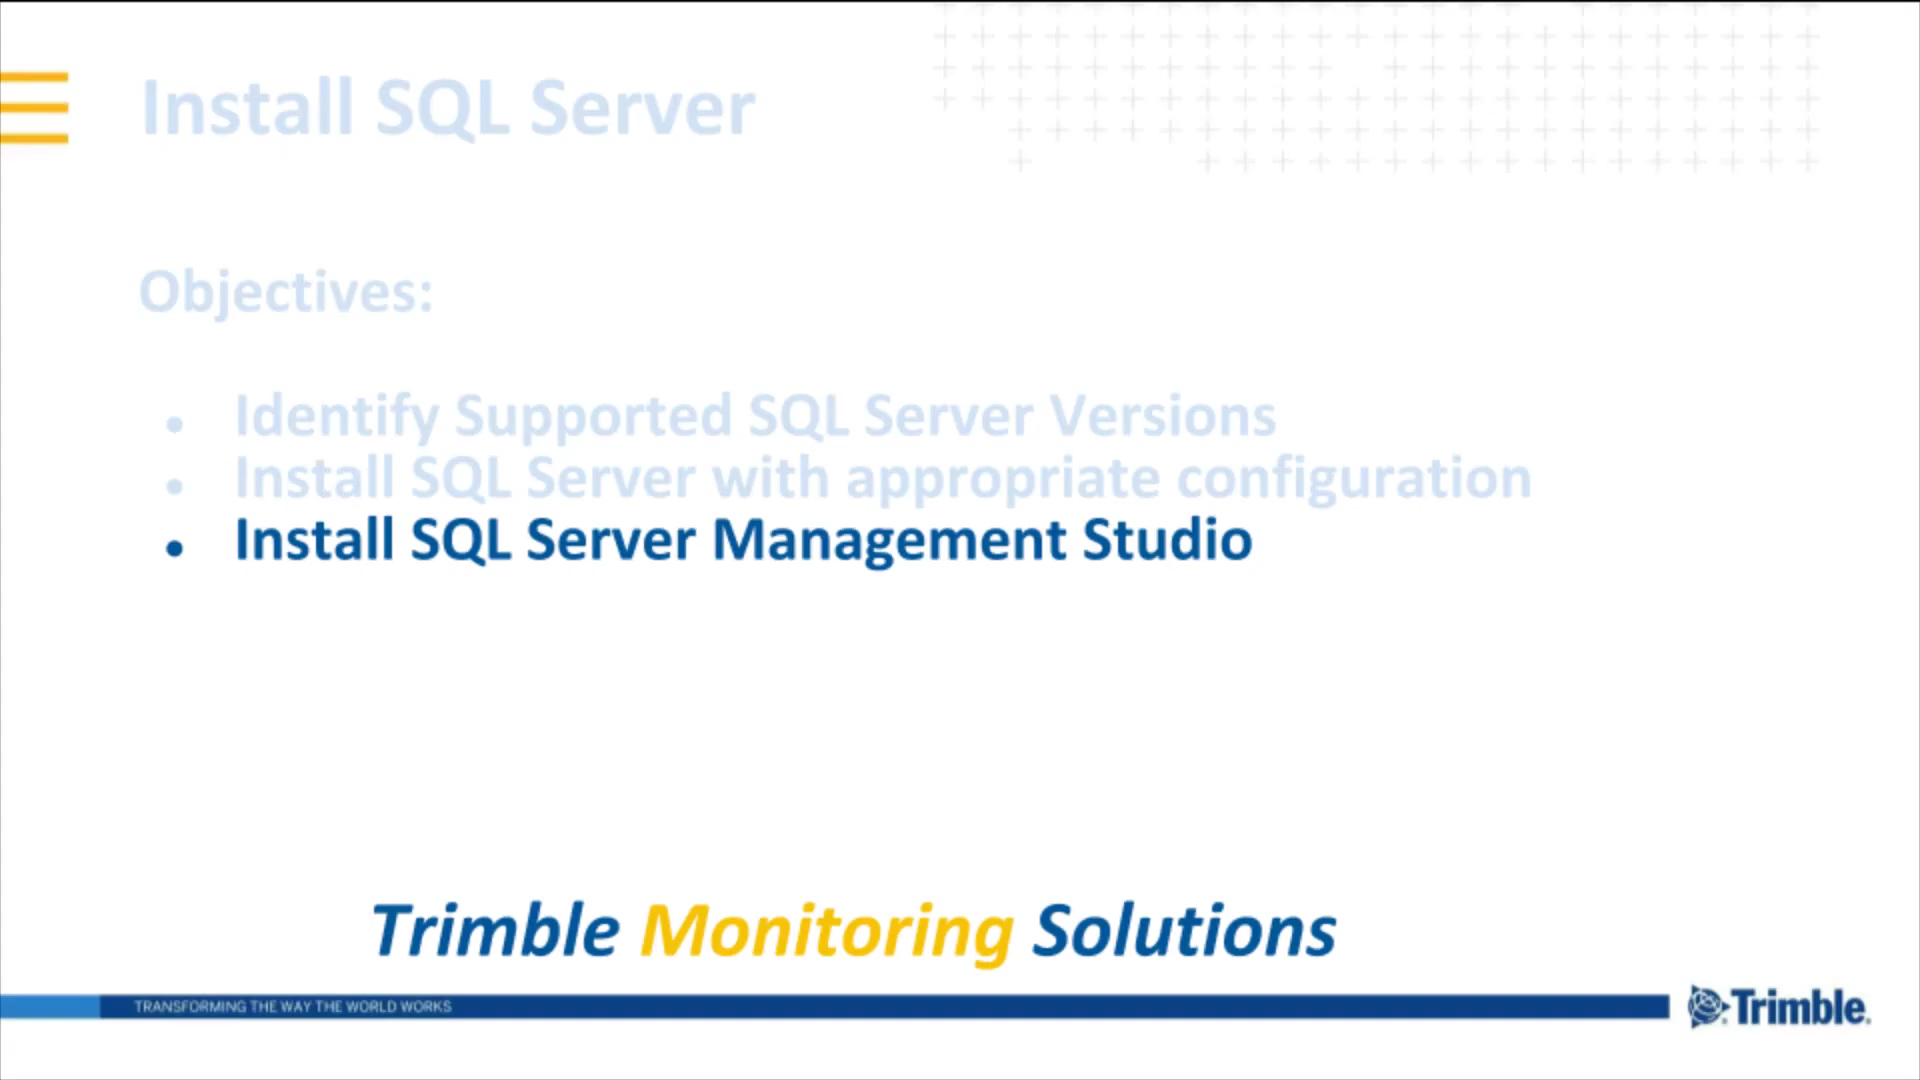 Install SQL Server
Objectives:
• Identify Supported SQL Server Versions
• Install SQL Server with appropriate configuration
• Install SQL Server Management Studio
Trimble Monitoring Solutions
TRANSFORMING THE WAY THE WORLD WORKS
Trimble.